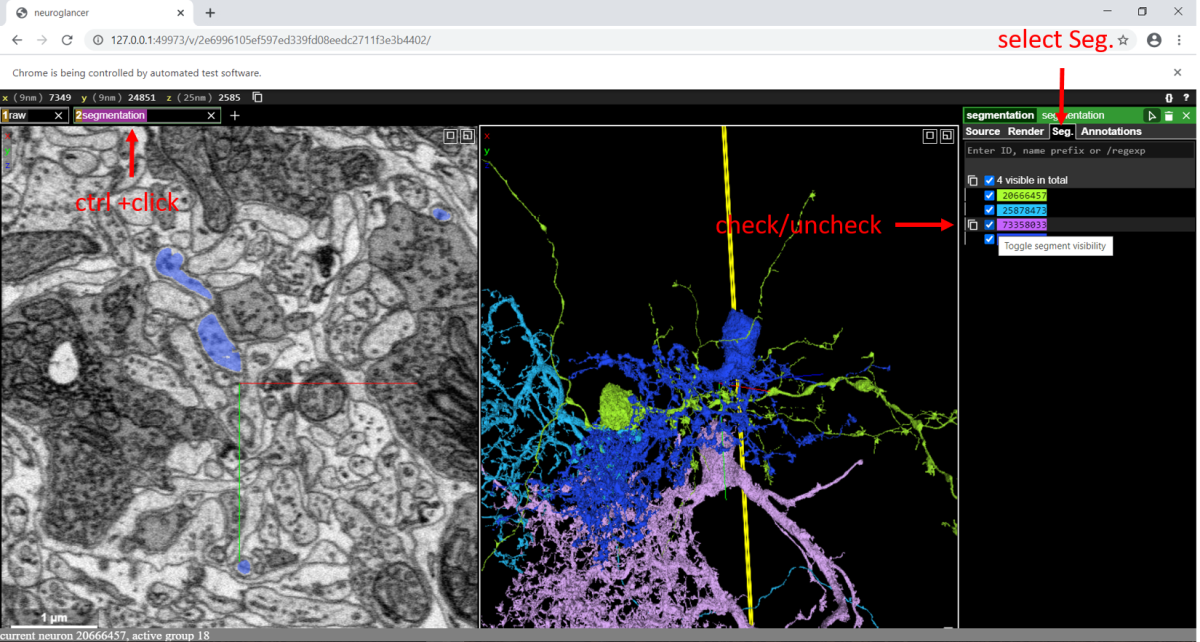 neuroglancer
127.0.0.1:49973/v/2e6996105ef597ed339fd08eedc2711f3e3b4402/
select Seg.
Chrome is being controlled by automated test software.
x (9nm) 7349 y (9nm) 24851 z (25nm) 2585
1 raw
2 segmentation
segmentation segmentation
Source Render Seg. Annotations
Enter ID, name prefix or /regexp
4 visible in total
20666457
25878473
73358033
Toggle segment visibility
ctrl +click
check/uncheck
x
y
z
x
y
1 µm
current neuron 20666457, active group 18